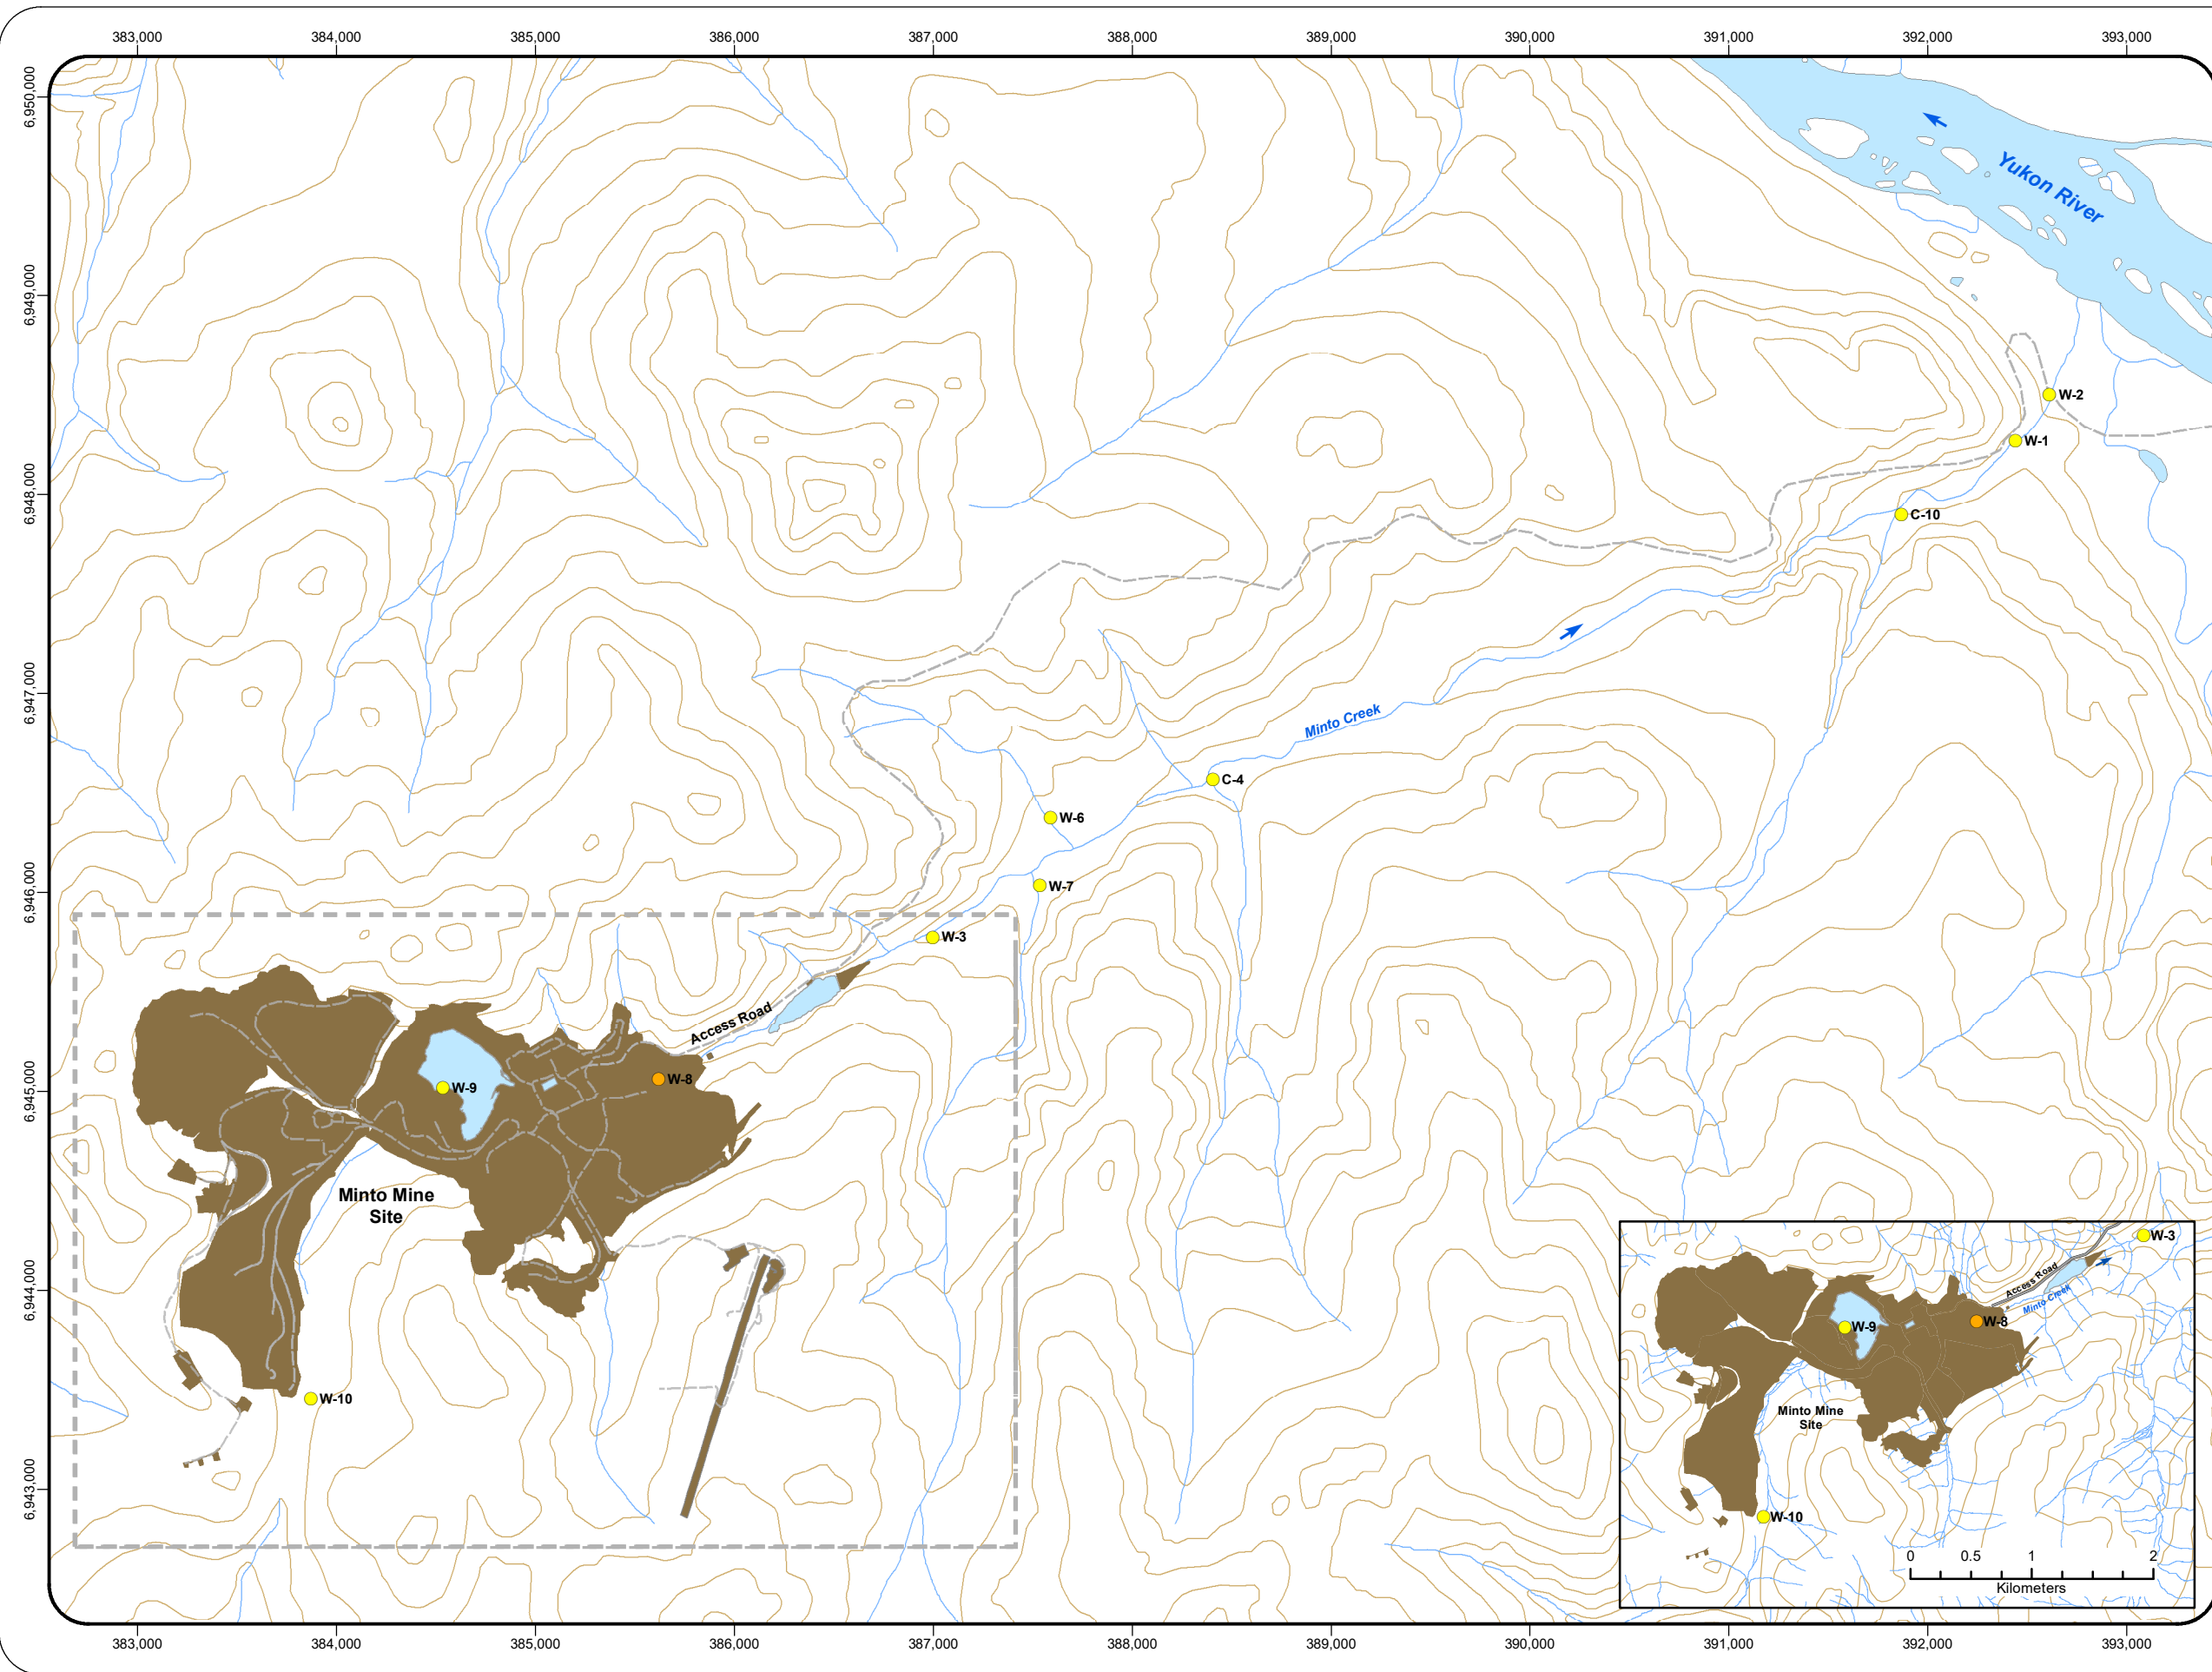 383,000 384,000 385,000 386,000 387,000 388,000 389,000 390,000 391,000 392,000 393,000
6,950,000
Yukon River
6,949,000
W-2
W-1
6,948,000
C-10
6,947,000
Minto Creek
C-4
W-6
6,946,000
W-7
W-3
Access Road
W-8
W-9
6,945,000
Minto Mine
Site
6,944,000
W-10
6,943,000
W-3
Access Road
Minto Creek
W-8
W-9
Minto Mine
Site
W-10
0 0.5 1 2
Kilometers
383,000 384,000 385,000 386,000 387,000 388,000 389,000 390,000 391,000 392,000 393,000